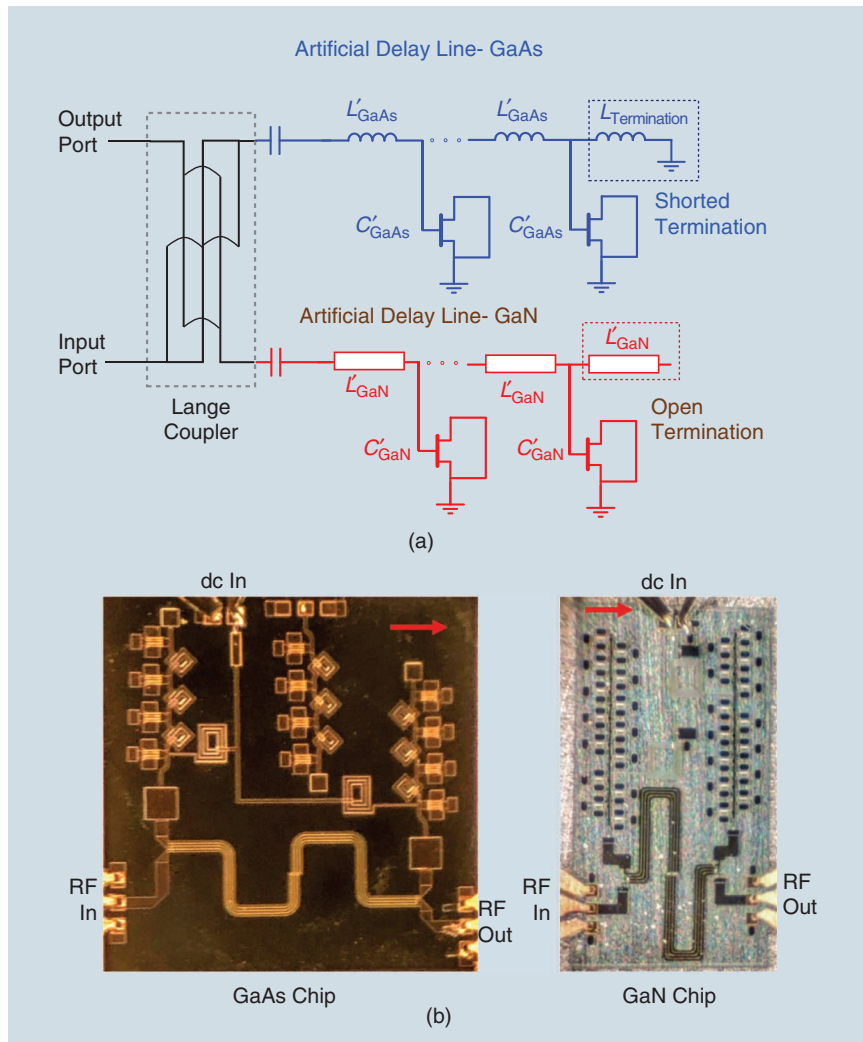 Artificial Delay Line- GaAs
Output
Port
L′GaAs
L′GaAs
LTermination
C′GaAs
C′GaAs
Shorted
Termination
Artificial Delay Line- GaN
Input
Port
L′GaN
L′GaN
L′GaN
Lange
Coupler
C′GaN
C′GaN
Open
Termination
(a)
dc In
dc In
RF
In
RF
Out
RF
In
RF
Out
GaAs Chip
GaN Chip
(b)